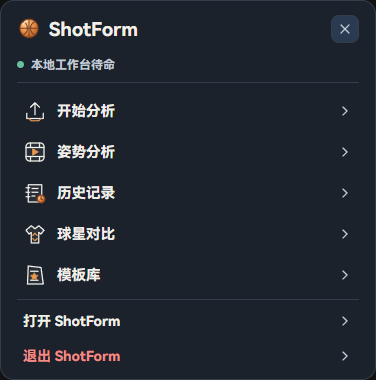 ShotForm
本地工作台待命
开始分析
姿势分析
历史记录
球星对比
模板库
打开 ShotForm
退出 ShotForm